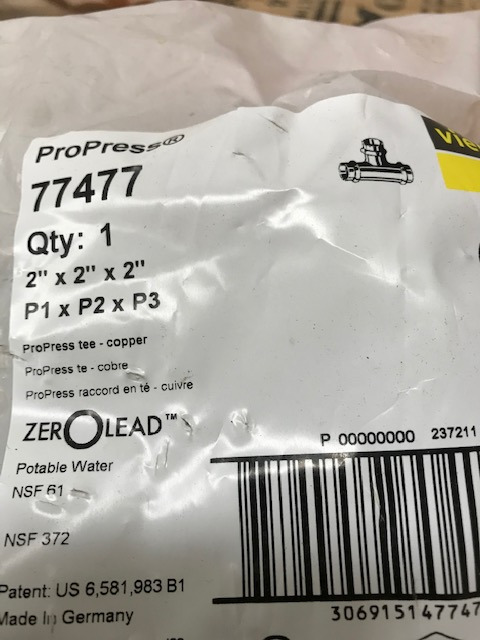 ProPress®
vie
77477
Qty: 1
2" x 2" x 2"
P1 x P2 x P3
ProPress tee - copper
ProPress te - cobre
ProPress raccord en té - cuivre
ZEROLEAD™
P 00000000 237211
Potable Water
NSF 61
NSF 372
Patent: US 6,581,983 B1
Made In Germany
30691514774